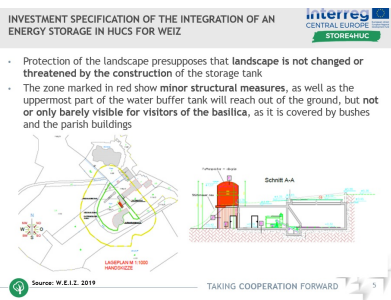 INVESTMENT SPECIFICATION OF THE INTEGRATION OF AN
ENERGY STORAGE IN HUCS FOR WEIZ
Interreg
CENTRAL EUROPE
STORE4HUC
• Protection of the landscape presupposes that landscape is not changed or
threatened by the construction of the storage tank
• The zone marked in red show minor structural measures, as well as the
uppermost part of the water buffer tank will reach out of the ground, but not
or only barely visible for visitors of the basilica, as it is covered by bushes
and the parish buildings
Schnitt A-A
N
W
O
S
LAGEPLAN M 1:1000
HANDSKIZZE
Source: W.E.I.Z. 2019
TAKING COOPERATION FORWARD
5